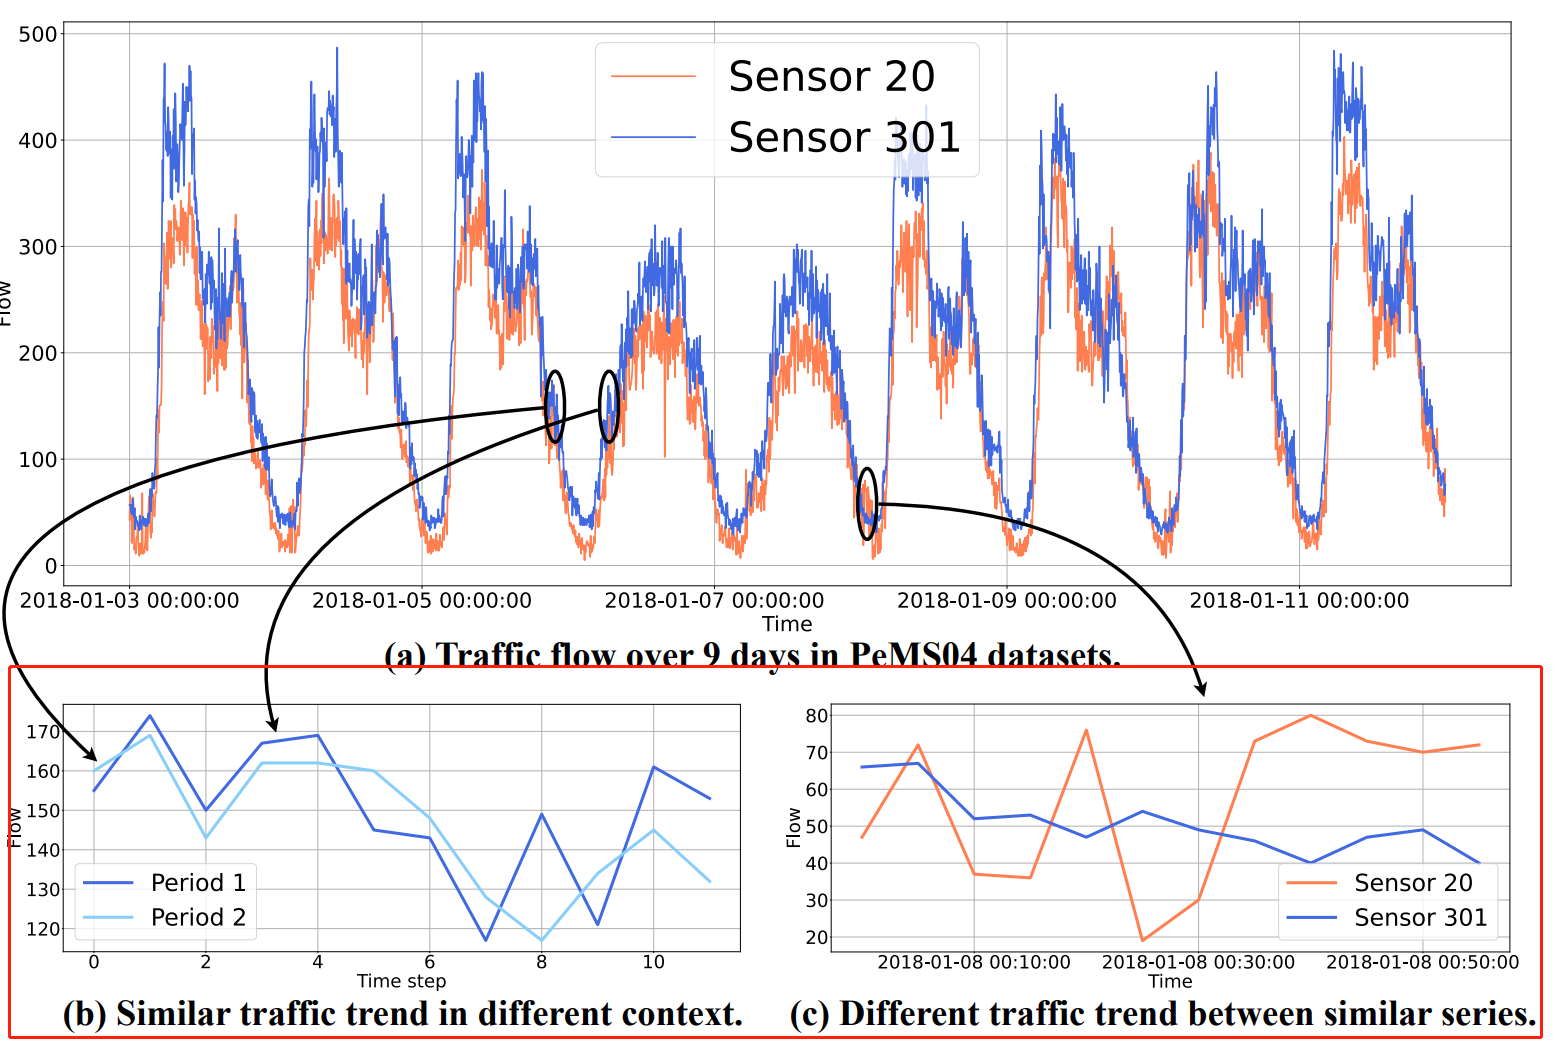 500
400
300
200
100
0
Flow
Sensor 20
Sensor 301
2018-01-03 00:00:00
2018-01-05 00:00:00
2018-01-07 00:00:00
2018-01-09 00:00:00
2018-01-11 00:00:00
Time
(a) Traffic flow over 9 days in PeMS04 datasets.
170
160
150
140
130
120
Flow
Period 1
Period 2
0
2
4
6
8
10
Time step
(b) Similar traffic trend in different context.
80
70
60
50
40
30
20
Flow
Sensor 20
Sensor 301
2018-01-08 00:10:00
2018-01-08 00:30:00
2018-01-08 00:50:00
Time
(c) Different traffic trend between similar series.